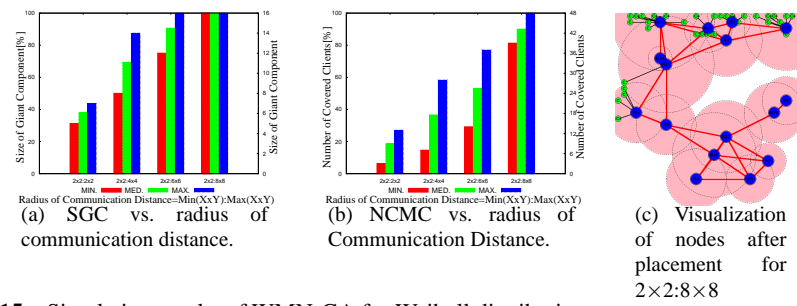 100
80
60
40
20
0
Size of Giant Component[%]
16
14
12
10
8
6
4
2
0
Size of Giant Component
2x2:2x2 2x2:4x4 2x2:6x6 2x2:8x8
MIN. MED. MAX.
Radius of Communication Distance=Min(XxY):Max(XxY)
(a) SGC vs. radius of
communication distance.
100
80
60
40
20
0
Number of Covered Clients[%]
48
42
36
30
24
18
12
6
0
Number of Covered Clients
2x2:2x2 2x2:4x4 2x2:6x6 2x2:8x8
MIN. MED. MAX.
Radius of Communication Distance=Min(XxY):Max(XxY)
(b) NCMC vs. radius of
Communication Distance.
(c) Visualization
of nodes after
placement for
2×2:8×8